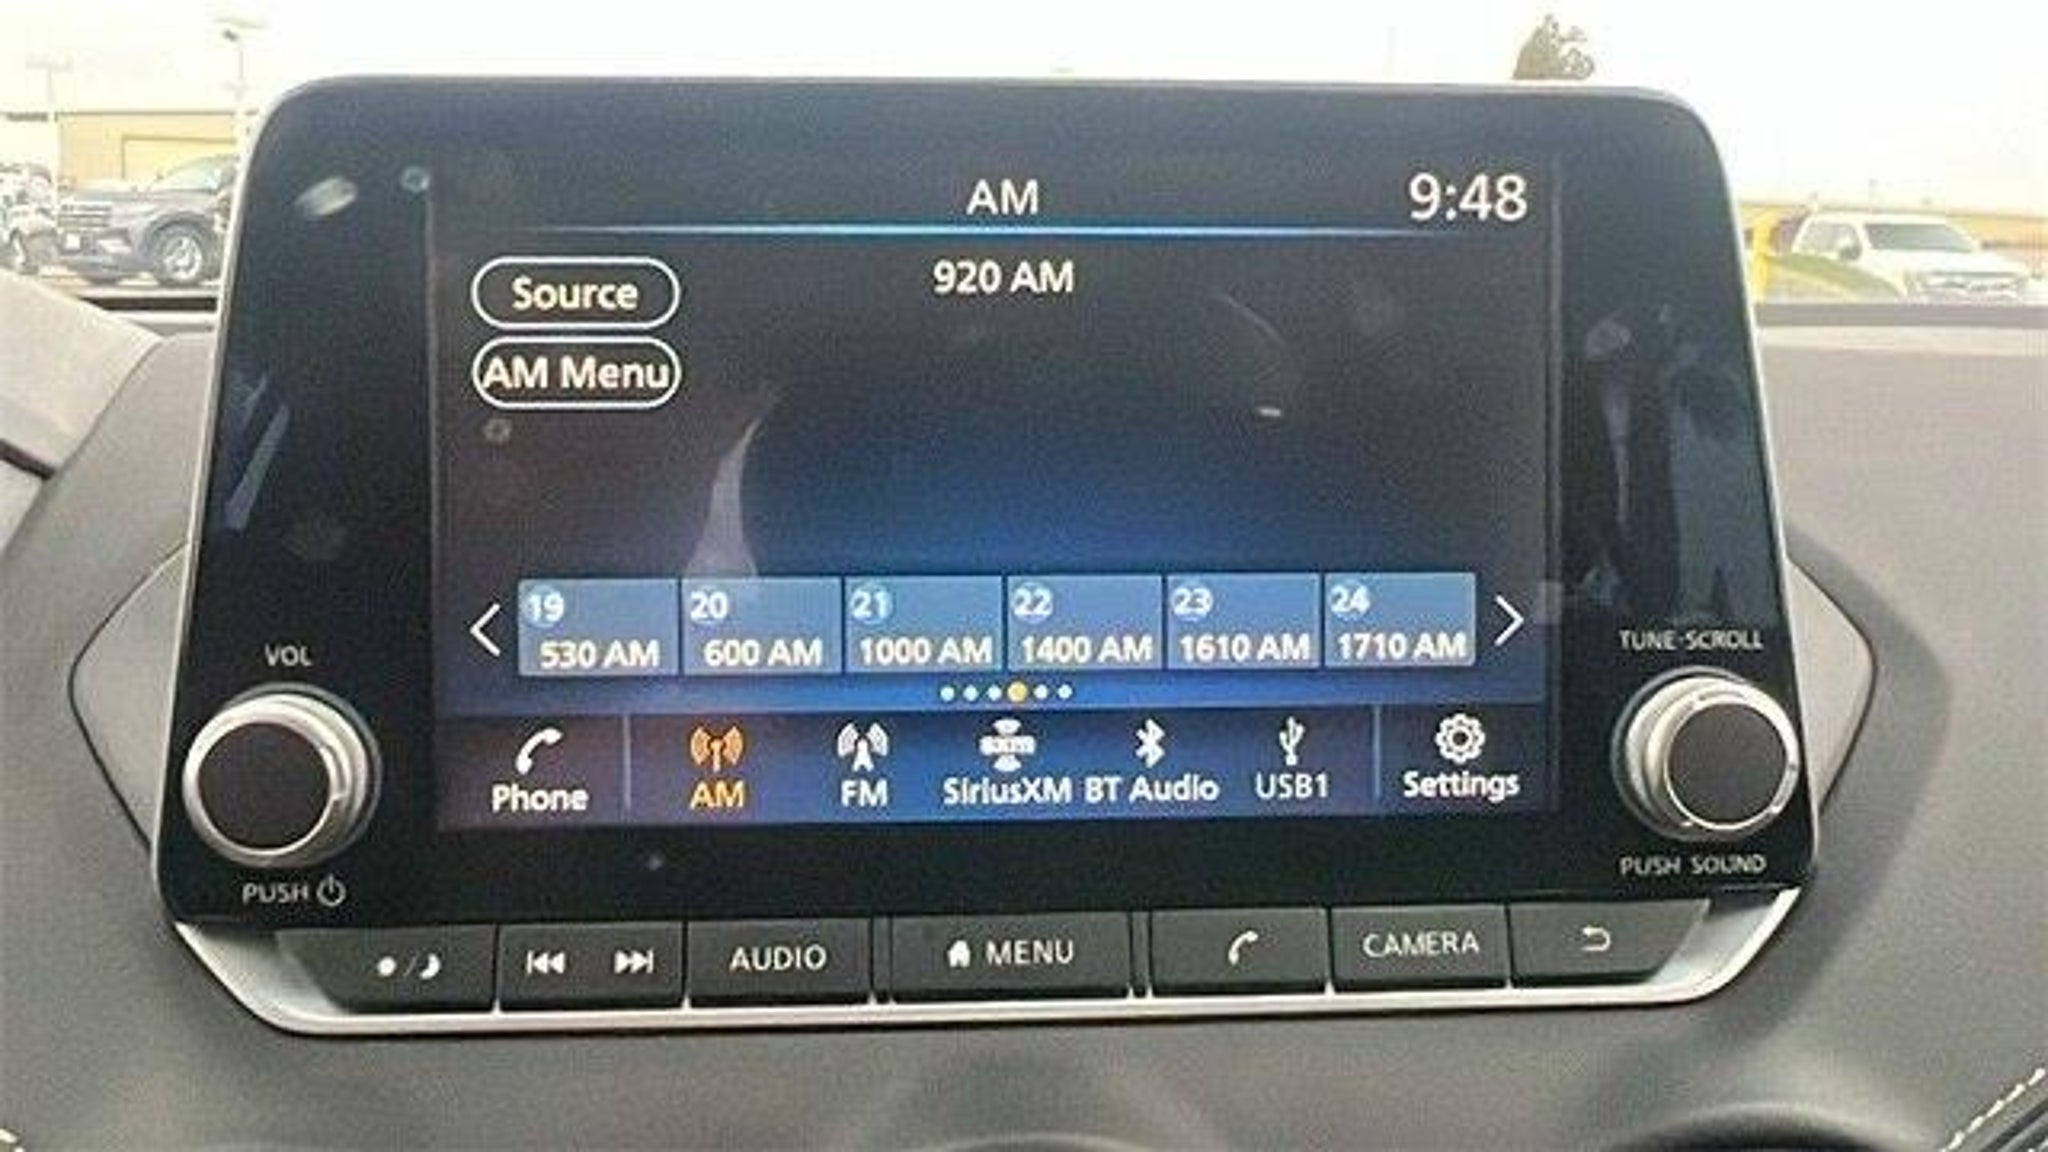 AM
9:48
920 AM
Source
AM Menu
19
20
21
22
23
24
530 AM
600 AM
1000 AM
1400 AM
1610 AM
1710 AM
Phone
AM
FM
sxm
SiriusXM
BT Audio
USB1
Settings
VOL
PUSH
TUNE·SCROLL
PUSH SOUND
AUDIO
MENU
CAMERA